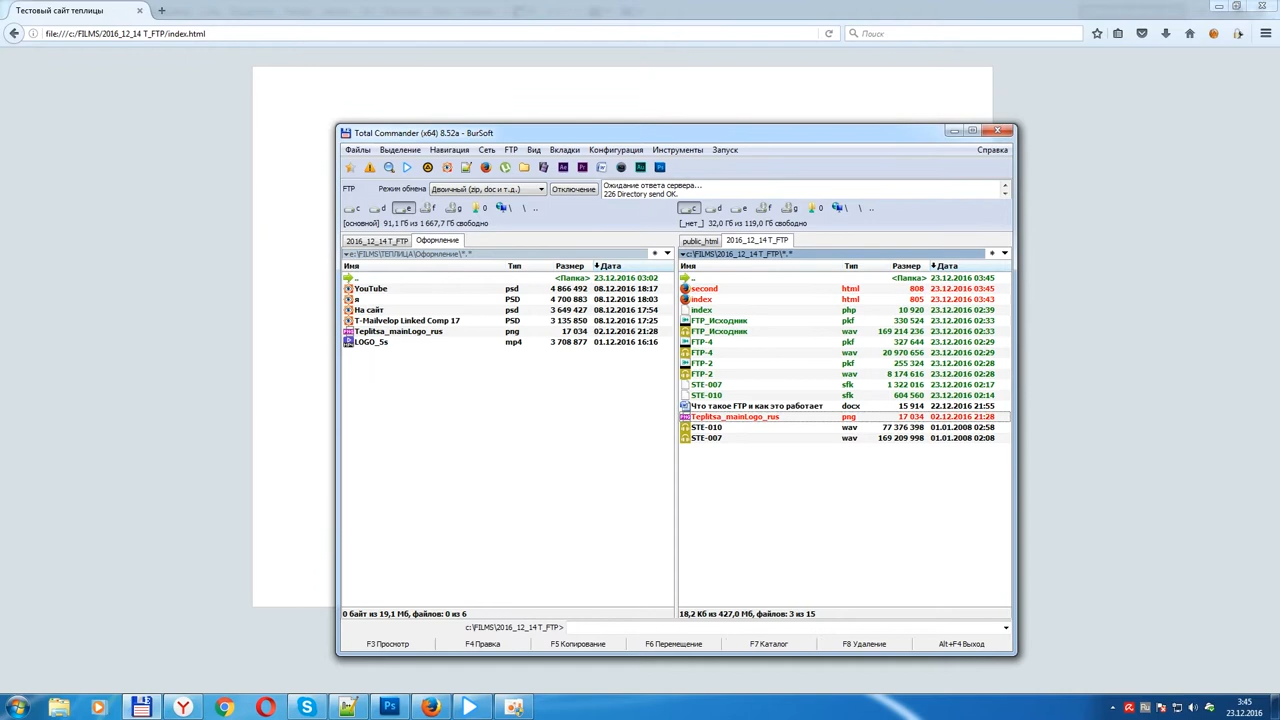 Тестовый сайт теплицы
file:///c:/FILMS/2016_12_14 T_FTP/index.html
Поиск
Total Commander (x64) 8.52a - BurSoft
Файлы Выделение Навигация Сеть FTP Вид Вкладки Конфигурация Инструменты Запуск Справка
FTP Режим обмена Двоичный (zip, doc и т.д.) Отключение
Ожидание ответа сервера...
226 Directory send OK.
c d e f g 0 \ ..
c d e f g 0 \ ..
[основной] 91,1 Гб из 1 667,7 Гб свободно
[_нет_] 32,0 Гб из 119,0 Гб свободно
2016_12_14 T_FTP Оформление
public_html 2016_12_14 T_FTP
e:\FILMS\ТЕПЛИЦА\Оформление\*.*
Имя Тип Размер Дата
.. <Папка> 23.12.2016 03:02
YouTube psd 4 866 492 08.12.2016 18:17
я PSD 4 700 883 08.12.2016 18:03
На сайт psd 3 649 427 08.12.2016 17:54
T-Mailvelop Linked Comp 17 PSD 3 135 850 08.12.2016 17:25
Teplitsa_mainLogo_rus png 17 034 02.12.2016 21:28
LOGO_5s mp4 3 708 877 01.12.2016 16:16
0 байт из 19,1 Мб, файлов: 0 из 6
c:\FILMS\2016_12_14 T_FTP\*.*
Имя Тип Размер Дата
.. <Папка> 23.12.2016 03:45
second html 808 23.12.2016 03:45
index html 805 23.12.2016 03:43
index php 10 920 23.12.2016 02:39
FTP_Исходник pkf 330 524 23.12.2016 02:33
FTP_Исходник wav 169 214 236 23.12.2016 02:33
FTP-4 pkf 327 644 23.12.2016 02:29
FTP-4 wav 20 970 656 23.12.2016 02:29
FTP-2 pkf 255 324 23.12.2016 02:28
FTP-2 wav 8 174 616 23.12.2016 02:28
STE-007 sfk 1 322 016 23.12.2016 02:17
STE-010 sfk 604 560 23.12.2016 02:14
Что такое FTP и как это работает docx 15 914 22.12.2016 21:55
Teplitsa_mainLogo_rus png 17 034 02.12.2016 21:28
STE-010 wav 77 376 398 01.01.2008 02:58
STE-007 wav 169 209 998 01.01.2008 02:08
18,2 Кб из 427,0 Мб, файлов: 3 из 15
c:\FILMS\2016_12_14 T_FTP>
F3 Просмотр F4 Правка F5 Копирование F6 Перемещение F7 Каталог F8 Удаление Alt+F4 Выход
3:45
23.12.2016